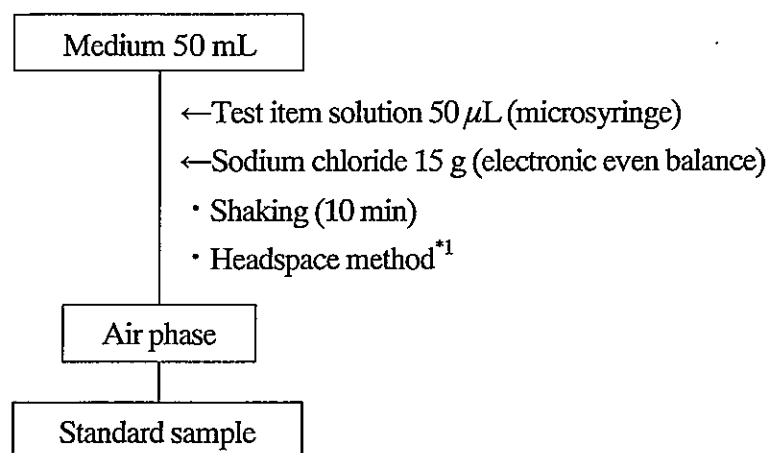 Medium 50 mL
←Test item solution 50 μL (microsyringe)
←Sodium chloride 15 g (electronic even balance)
・Shaking (10 min)
・Headspace method*1
Air phase
Standard sample